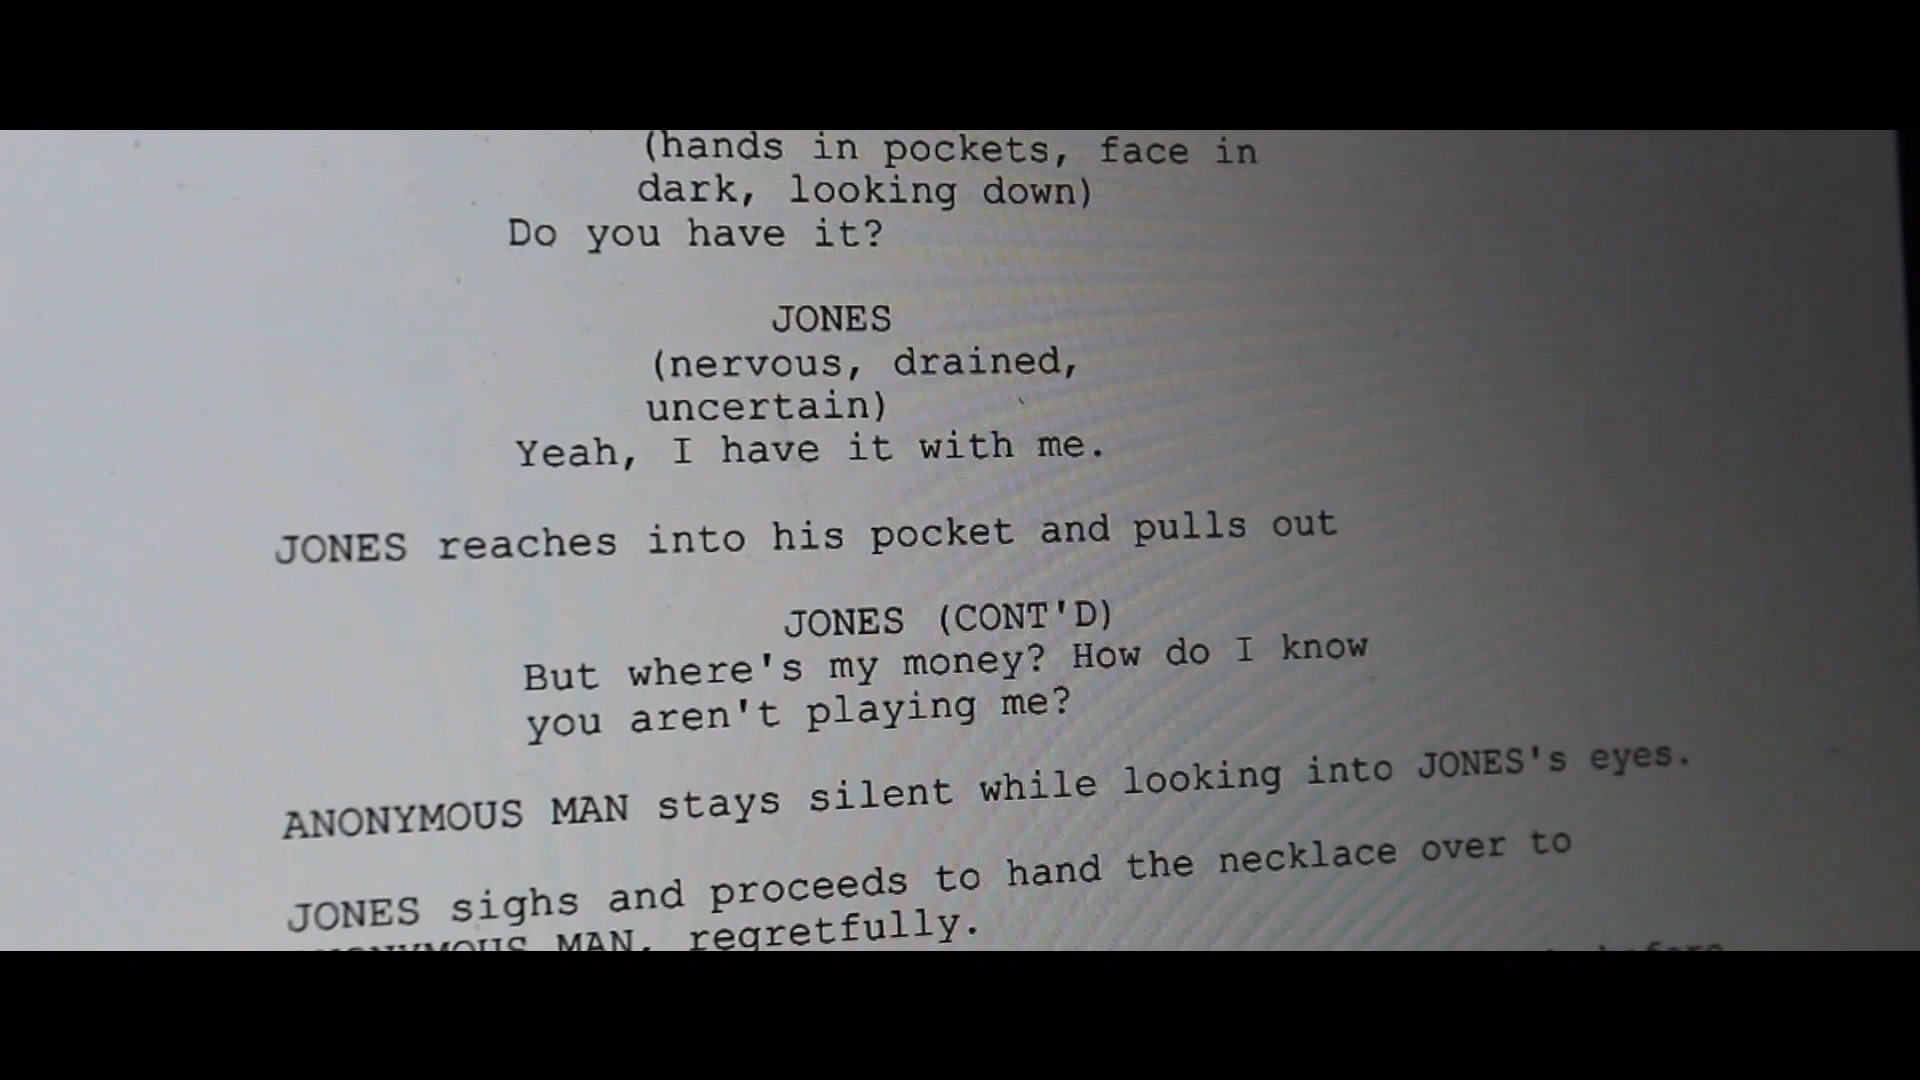 (hands in pockets, face in
dark, looking down)
Do you have it?
JONES
(nervous, drained,
uncertain)
Yeah, I have it with me.
JONES reaches into his pocket and pulls out
JONES (CONT'D)
But where's my money? How do I know
you aren't playing me?
ANONYMOUS MAN stays silent while looking into JONES's eyes.
JONES sighs and proceeds to hand the necklace over to
ANONYMOUS MAN, regretfully.
before